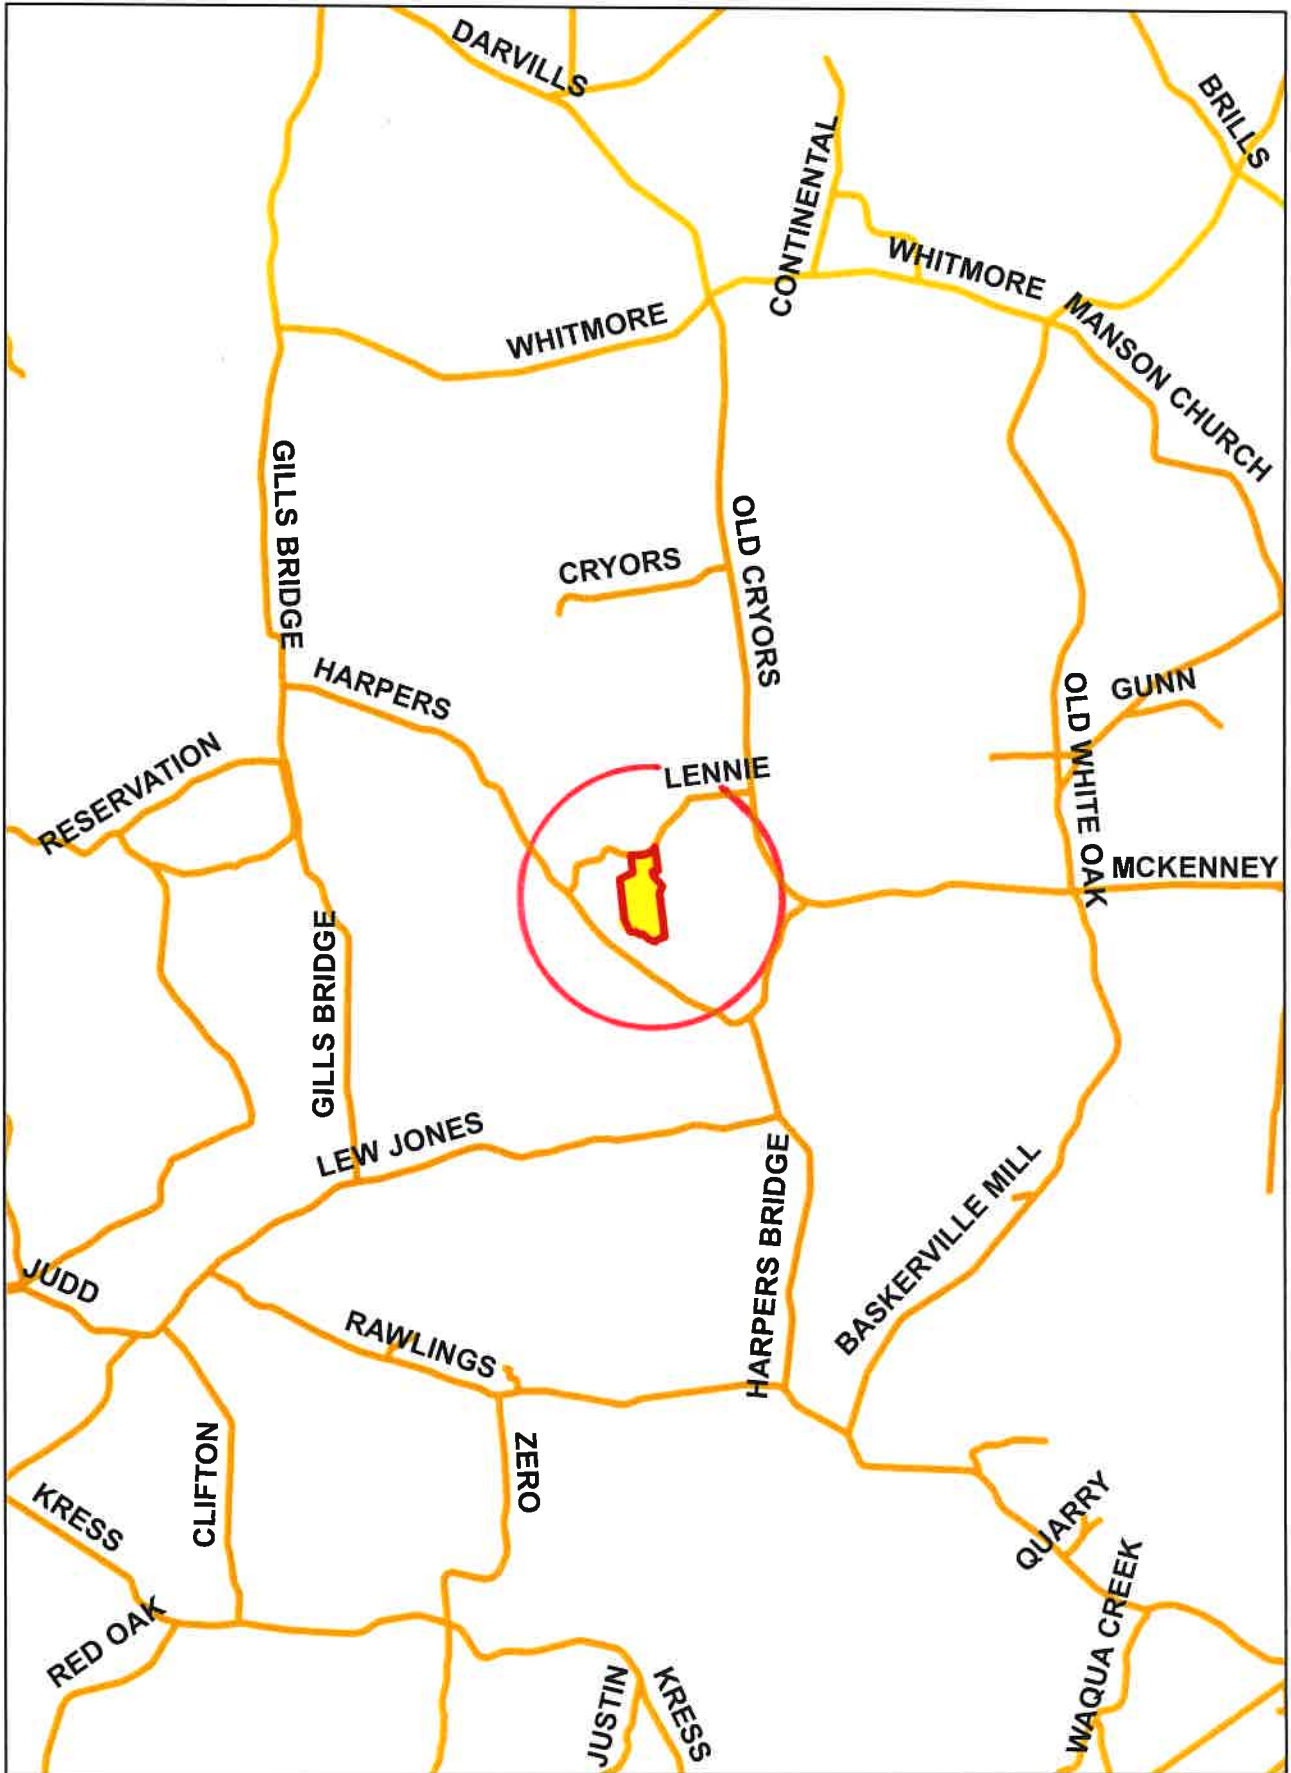 DARVILLS
BRILLS
CONTINENTAL
WHITMORE
WHITMORE
MANSON CHURCH
GILLS BRIDGE
OLD CRYORS
CRYORS
HARPERS
OLD WHITE OAK
GUNN
RESERVATION
LENNIE
MCKENNEY
GILLS BRIDGE
LEW JONES
HARPERS BRIDGE
BASKERVILLE MILL
JUDD
RAWLINGS
CLIFTON
ZERO
KRESS
QUARRY
WAQUA CREEK
RED OAK
JUSTIN
KRESS